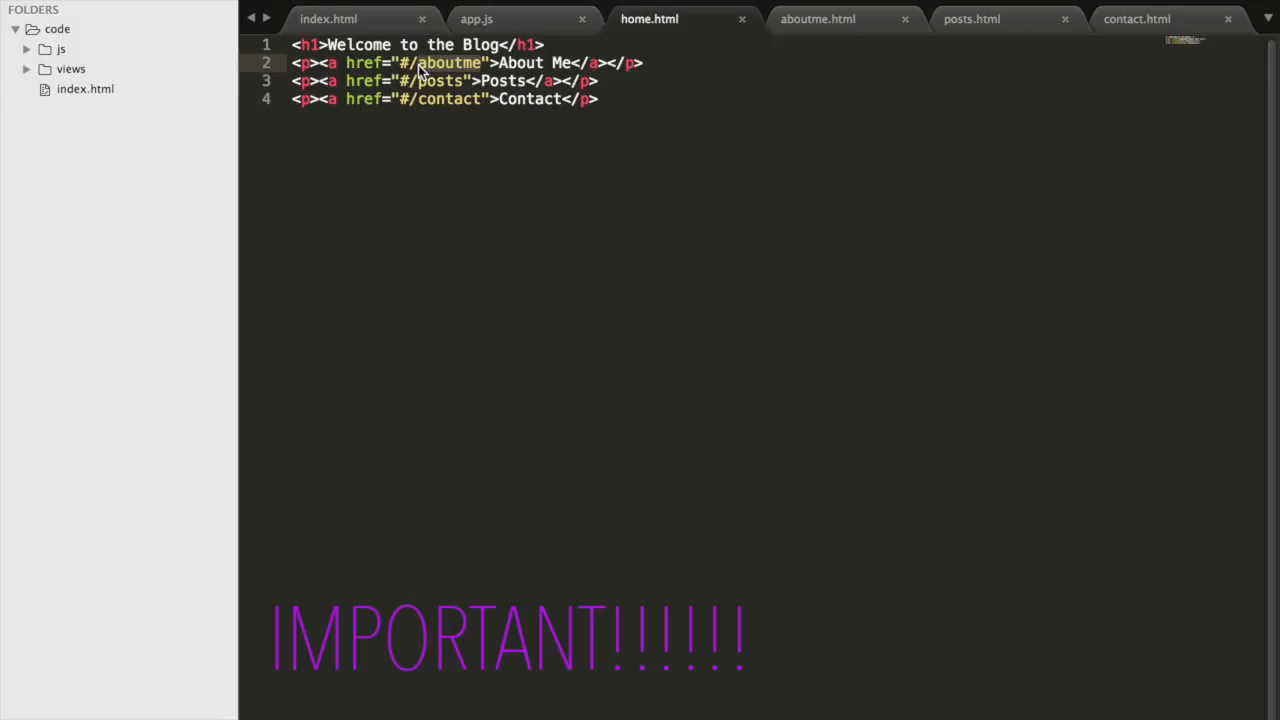 FOLDERS
code
js
views
index.html
index.html × app.js × home.html × aboutme.html × posts.html × contact.html ×
1 <h1>Welcome to the Blog</h1>
2 <p><a href="#/aboutme">About Me</a></p>
3 <p><a href="#/posts">Posts</a></p>
4 <p><a href="#/contact">Contact</p>
IMPORTANT!!!!!!